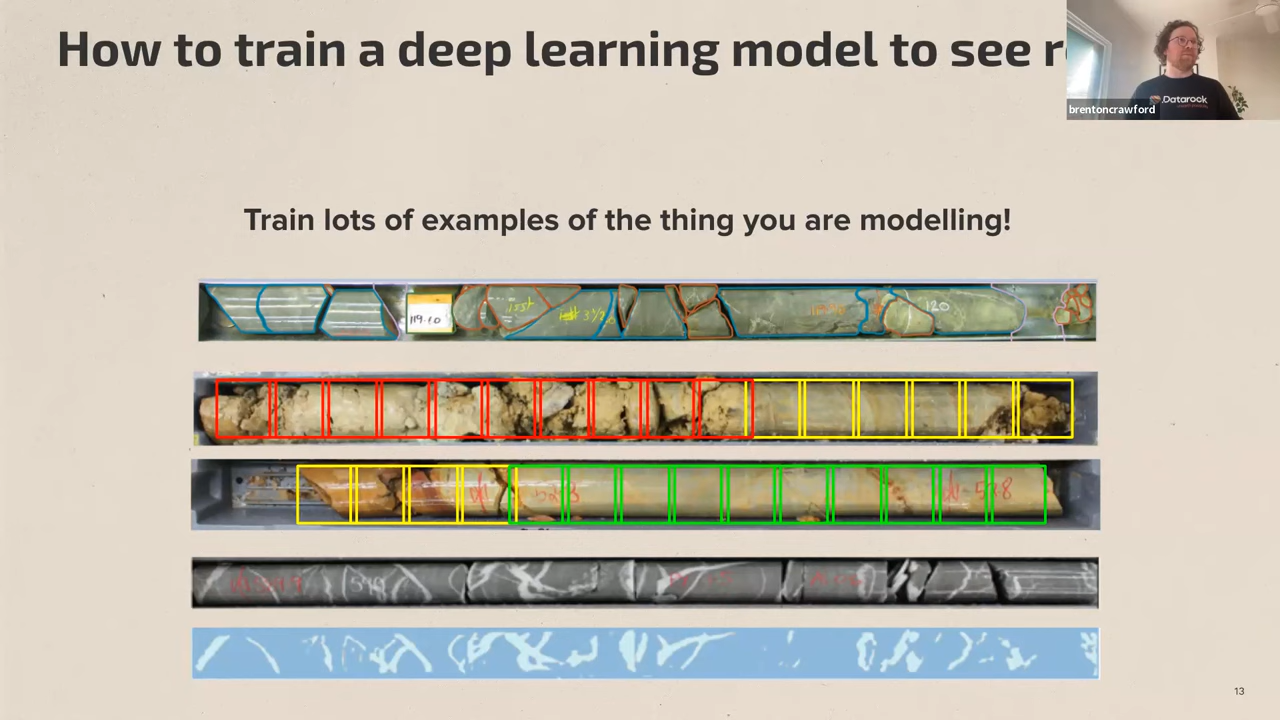 How to train a deep learning model to see
Datarock
brentoncrawford
Train lots of examples of the thing you are modelling!
119.60
120
13